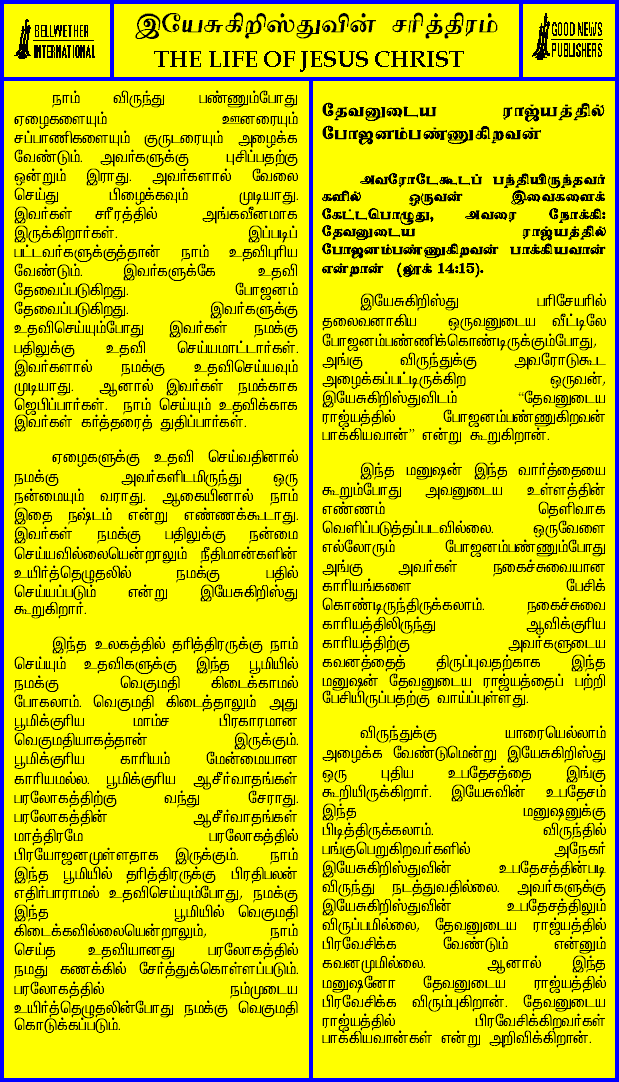 BELLWETHER
INTERNATIONAL
இயேசுகிறிஸ்துவின் சரித்திரம்
THE LIFE OF JESUS CHRIST
GOOD NEWS
PUBLISHERS
நாம் விருந்து பண்ணும்போது
ஏழைகளையும் ஊனரையும்
சப்பாணிகளையும் குருடரையும் அழைக்க
வேண்டும். அவர்களுக்கு புசிப்பதற்கு
ஒன்றும் இராது. அவர்களால் வேலை
செய்து பிழைக்கவும் முடியாது.
இவர்கள் சரீரத்தில் அங்கவீனமாக
இருக்கிறார்கள். இப்படிப்
பட்டவர்களுக்குத்தான் நாம் உதவிபுரிய
வேண்டும். இவர்களுக்கே உதவி
தேவைப்படுகிறது. போஜனம்
தேவைப்படுகிறது. இவர்களுக்கு
உதவிசெய்யும்போது இவர்கள் நமக்கு
பதிலுக்கு உதவி செய்யமாட்டார்கள்.
இவர்களால் நமக்கு உதவிசெய்யவும்
முடியாது. ஆனால் இவர்கள் நமக்காக
ஜெபிப்பார்கள். நாம் செய்யும் உதவிக்காக
இவர்கள் கர்த்தரைத் துதிப்பார்கள்.
ஏழைகளுக்கு உதவி செய்வதினால்
நமக்கு அவர்களிடமிருந்து ஒரு
நன்மையும் வராது. ஆகையினால் நாம்
இதை நஷ்டம் என்று எண்ணக்கூடாது.
இவர்கள் நமக்கு பதிலுக்கு நன்மை
செய்யவில்லையென்றாலும் நீதிமான்களின்
உயிர்த்தெழுதலில் நமக்கு பதில்
செய்யப்படும் என்று இயேசுகிறிஸ்து
கூறுகிறார்.
இந்த உலகத்தில் தரித்திரருக்கு நாம்
செய்யும் உதவிகளுக்கு இந்த பூமியில்
நமக்கு வெகுமதி கிடைக்காமல்
போகலாம். வெகுமதி கிடைத்தாலும் அது
பூமிக்குரிய மாம்ச பிரகாரமான
வெகுமதியாகத்தான் இருக்கும்.
பூமிக்குரிய காரியம் மேன்மையான
காரியமல்ல. பூமிக்குரிய ஆசீர்வாதங்கள்
பரலோகத்திற்கு வந்து சேராது.
பரலோகத்தின் ஆசீர்வாதங்கள்
மாத்திரமே பரலோகத்தில்
பிரயோஜனமுள்ளதாக இருக்கும். நாம்
இந்த பூமியில் தரித்திரருக்கு பிரதிபலன்
எதிர்பாராமல் உதவிசெய்யும்போது, நமக்கு
இந்த பூமியில் வெகுமதி
கிடைக்கவில்லையென்றாலும், நாம்
செய்த உதவியானது பரலோகத்தில்
நமது கணக்கில் சேர்த்துக்கொள்ளப்படும்.
பரலோகத்தில் நம்முடைய
உயிர்த்தெழுதலின்போது நமக்கு வெகுமதி
கொடுக்கப்படும்.
தேவனுடைய ராஜ்யத்தில்
போஜனம்பண்ணுகிறவன்
அவரோடேகூடப் பந்தியிருந்தவர்
களில் ஒருவன் இவைகளைக்
கேட்டபொழுது, அவரை நோக்கி:
தேவனுடைய ராஜ்யத்தில்
போஜனம்பண்ணுகிறவன் பாக்கியவான்
என்றான் (லூக் 14:15).
இயேசுகிறிஸ்து பரிசேயரில்
தலைவனாகிய ஒருவனுடைய வீட்டிலே
போஜனம்பண்ணிக்கொண்டிருக்கும்போது,
அங்கு விருந்துக்கு அவரோடுகூட
அழைக்கப்பட்டிருக்கிற ஒருவன்,
இயேசுகிறிஸ்துவிடம் “தேவனுடைய
ராஜ்யத்தில் போஜனம்பண்ணுகிறவன்
பாக்கியவான்” என்று கூறுகிறான்.
இந்த மனுஷன் இந்த வார்த்தையை
கூறும்போது அவனுடைய உள்ளத்தின்
எண்ணம் தெளிவாக
வெளிப்படுத்தப்படவில்லை. ஒருவேளை
எல்லோரும் போஜனம்பண்ணும்போது
அங்கு அவர்கள் நகைச்சுவையான
காரியங்களை பேசிக்
கொண்டிருந்திருக்கலாம். நகைச்சுவை
காரியத்திலிருந்து ஆவிக்குரிய
காரியத்திற்கு அவர்களுடைய
கவனத்தைத் திருப்புவதற்காக இந்த
மனுஷன் தேவனுடைய ராஜ்யத்தைப் பற்றி
பேசியிருப்பதற்கு வாய்ப்புள்ளது.
விருந்துக்கு யாரையெல்லாம்
அழைக்க வேண்டுமென்று இயேசுகிறிஸ்து
ஒரு புதிய உபதேசத்தை இங்கு
கூறியிருக்கிறார். இயேசுவின் உபதேசம்
இந்த மனுஷனுக்கு
பிடித்திருக்கலாம். விருந்தில்
பங்குபெறுகிறவர்களில் அநேகர்
இயேசுகிறிஸ்துவின் உபதேசத்தின்படி
விருந்து நடத்துவதில்லை. அவர்களுக்கு
இயேசுகிறிஸ்துவின் உபதேசத்திலும்
விருப்பமில்லை, தேவனுடைய ராஜ்யத்தில்
பிரவேசிக்க வேண்டும் என்னும்
கவனமுமில்லை. ஆனால் இந்த
மனுஷனோ தேவனுடைய ராஜ்யத்தில்
பிரவேசிக்க விரும்புகிறான். தேவனுடைய
ராஜ்யத்தில் பிரவேசிக்கிறவர்கள்
பாக்கியவான்கள் என்று அறிவிக்கிறான்.